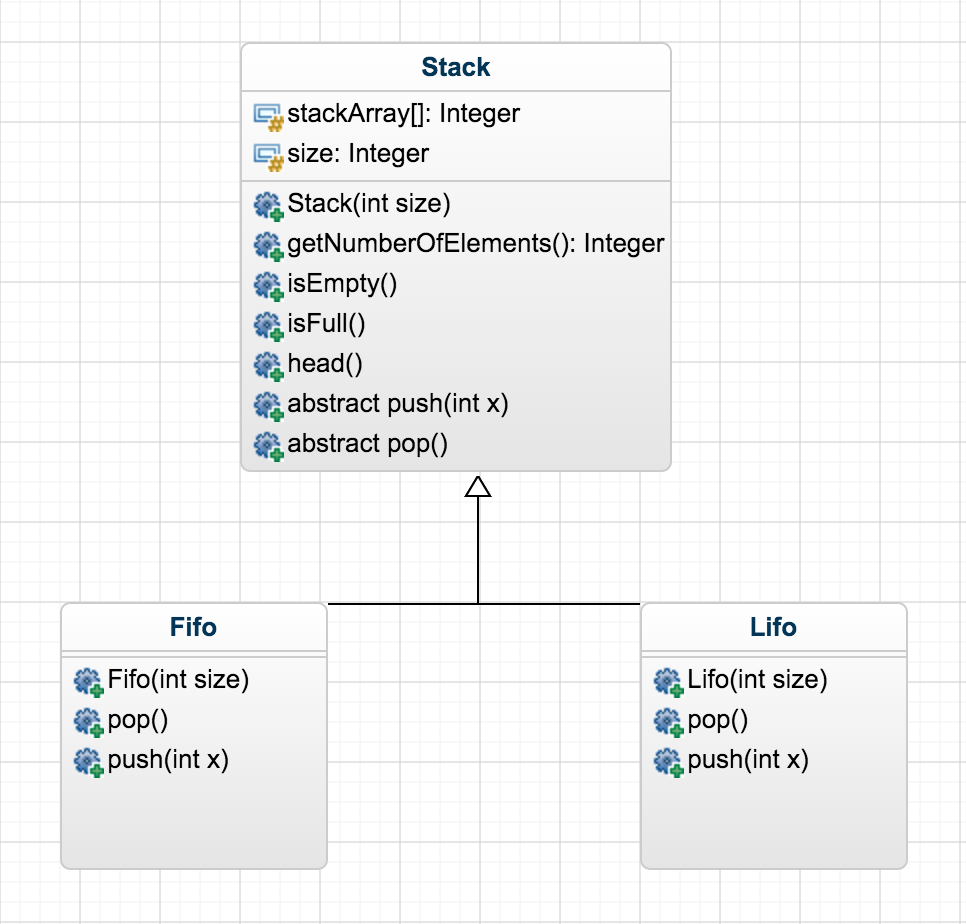 Stack
stackArray[]: Integer
size: Integer
Stack(int size)
getNumberOfElements(): Integer
isEmpty()
isFull()
head()
abstract push(int x)
abstract pop()
Fifo
Fifo(int size)
pop()
push(int x)
Lifo
Lifo(int size)
pop()
push(int x)